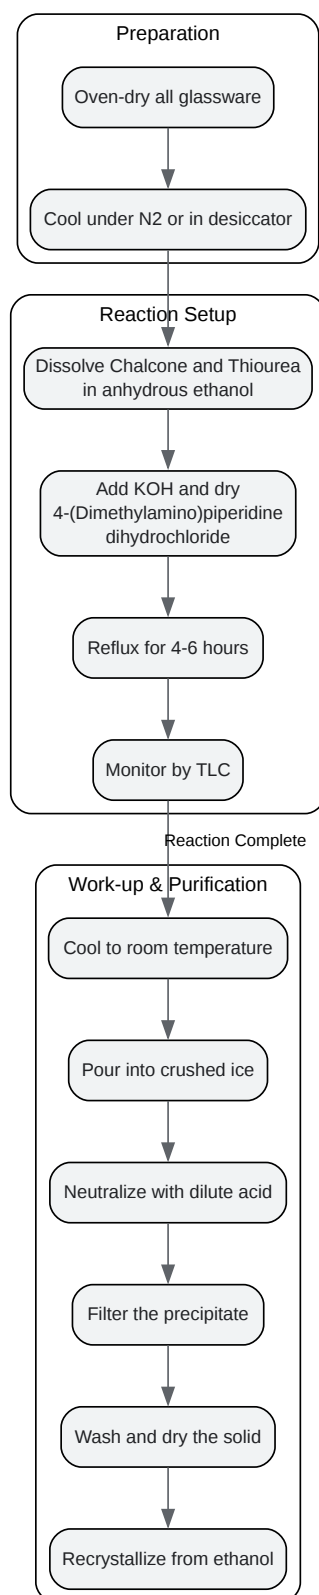 Preparation
Oven-dry all glassware
Cool under N2 or in desiccator
Reaction Setup
Dissolve Chalcone and Thiourea
in anhydrous ethanol
Add KOH and dry
4-(Dimethylamino)piperidine
dihydrochloride
Reflux for 4-6 hours
Monitor by TLC
Reaction Complete
Work-up & Purification
Cool to room temperature
Pour into crushed ice
Neutralize with dilute acid
Filter the precipitate
Wash and dry the solid
Recrystallize from ethanol